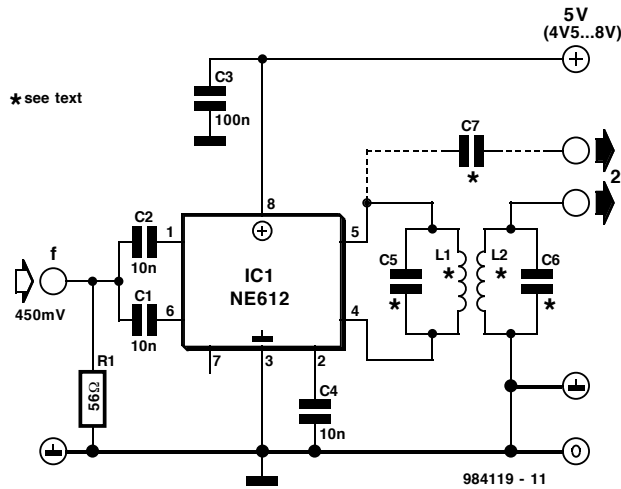 5V
(4V5...8V)
* see text
C3
100n
C7
*
2
8
C2
1
10n
5
f
450mV
IC1
NE612
C5
*
L1
*
L2
*
C6
*
C1
6
10n
4
R1
56Ω
7
3
2
C4
10n
0
984119 - 11